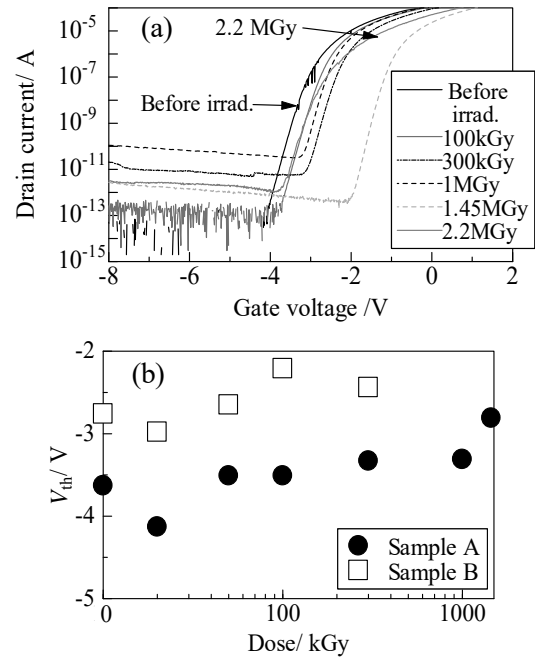 (a)
2.2 MGy
Before irrad.
Drain current/ A
10-5
10-7
10-9
10-11
10-13
10-15
-8 -6 -4 -2 0 2
Gate voltage /V
Before
irrad.
100kGy
300kGy
1MGy
1.45MGy
2.2MGy
(b)
Vth/ V
-2
-3
-4
-5
0 100 1000
Dose/ kGy
Sample A
Sample B